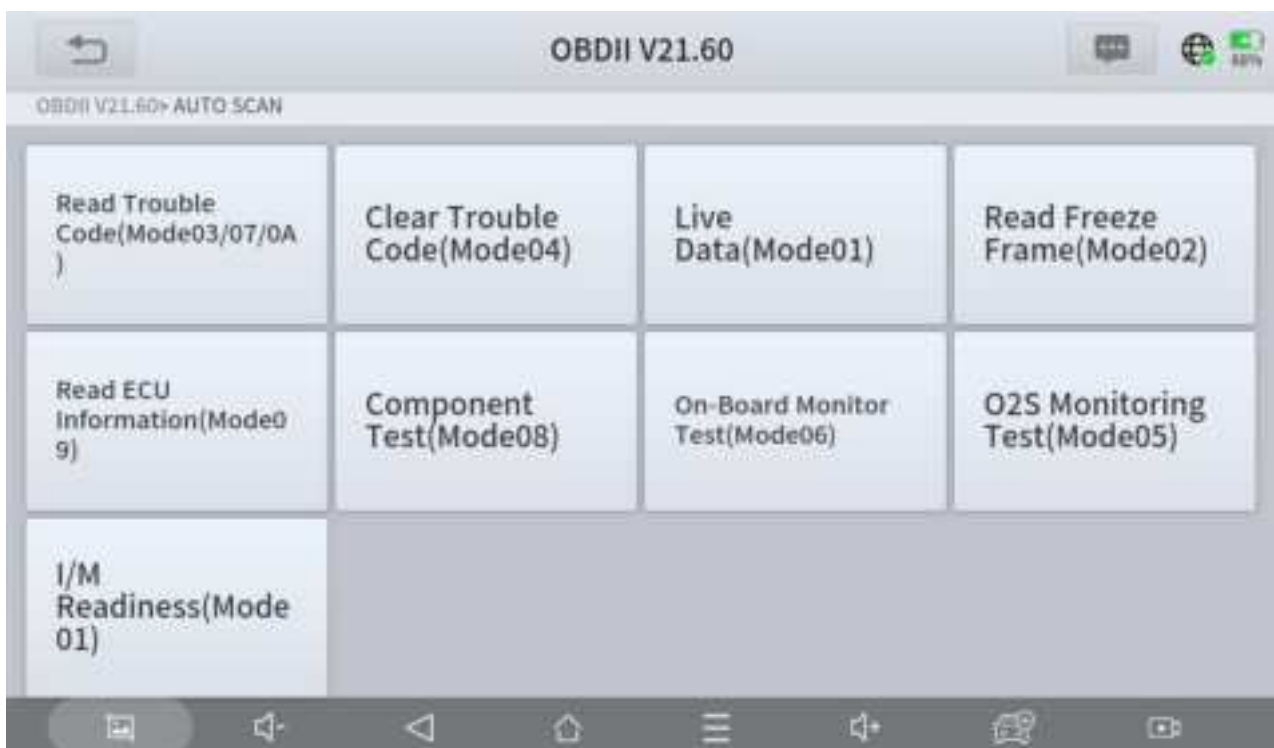 OBDII V21.60
OBDII V21.60> AUTO SCAN
Read Trouble
Code(Mode03/07/0A
)
Clear Trouble
Code(Mode04)
Live
Data(Mode01)
Read Freeze
Frame(Mode02)
Read ECU
Information(Mode0
9)
Component
Test(Mode08)
On-Board Monitor
Test(Mode06)
O2S Monitoring
Test(Mode05)
I/M
Readiness(Mode
01)